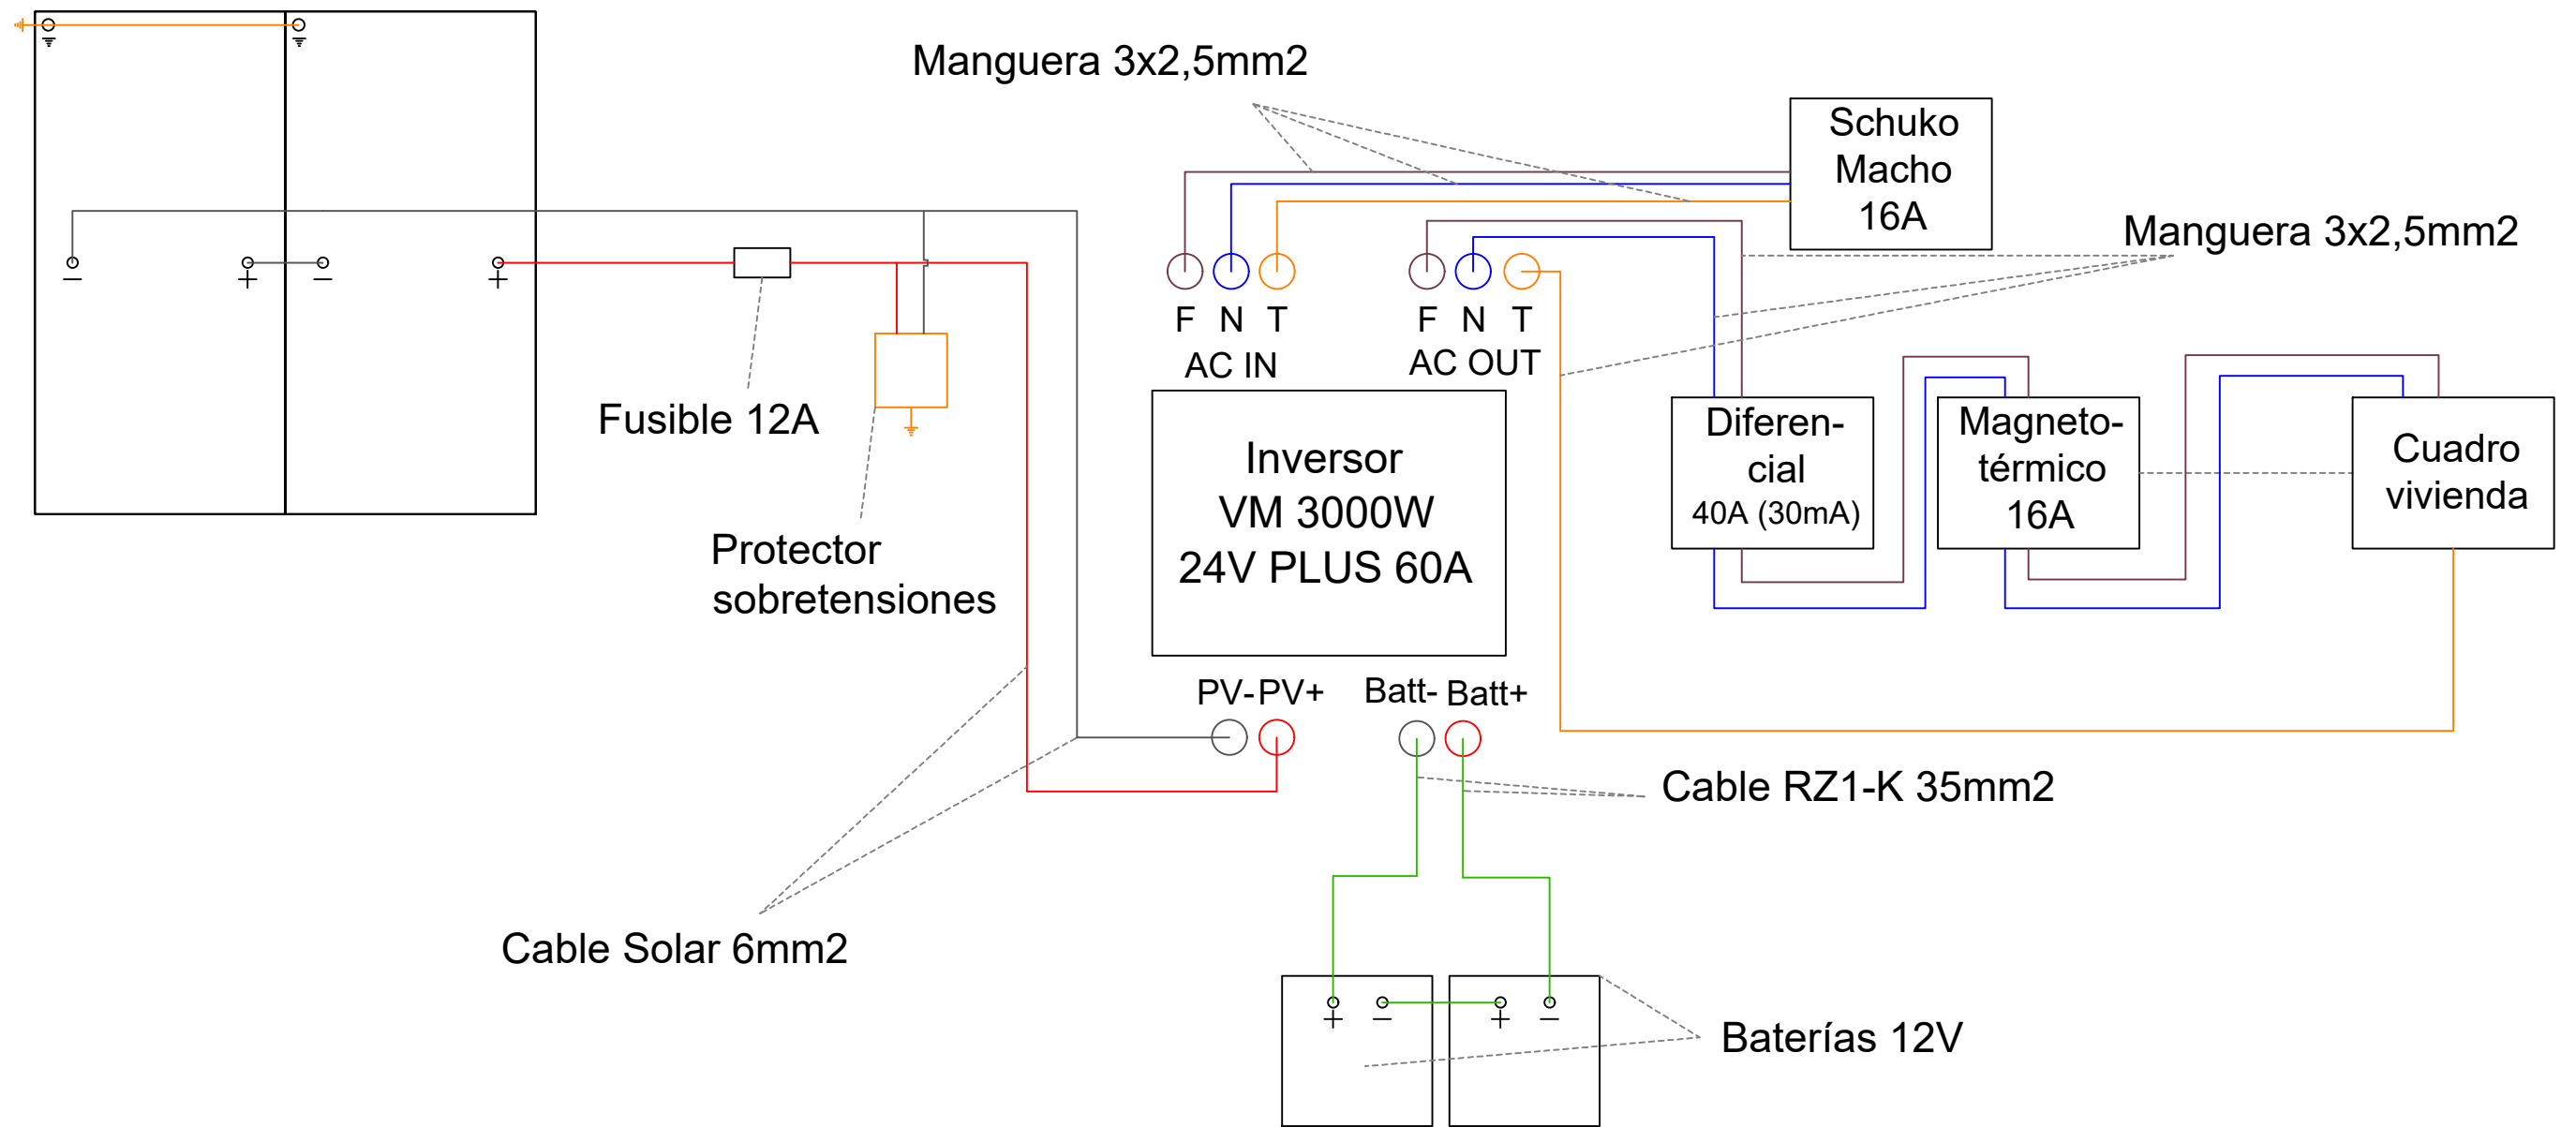 Manguera 3x2,5mm2
Schuko
Macho
16A
Manguera 3x2,5mm2
− + − +
F N T
AC IN
F N T
AC OUT
Fusible 12A
Protector
sobretensiones
Inversor
VM 3000W
24V PLUS 60A
Diferen-
cial
40A (30mA)
Magneto-
térmico
16A
Cuadro
vivienda
PV- PV+
Batt- Batt+
Cable RZ1-K 35mm2
Cable Solar 6mm2
+ − + −
Baterías 12V